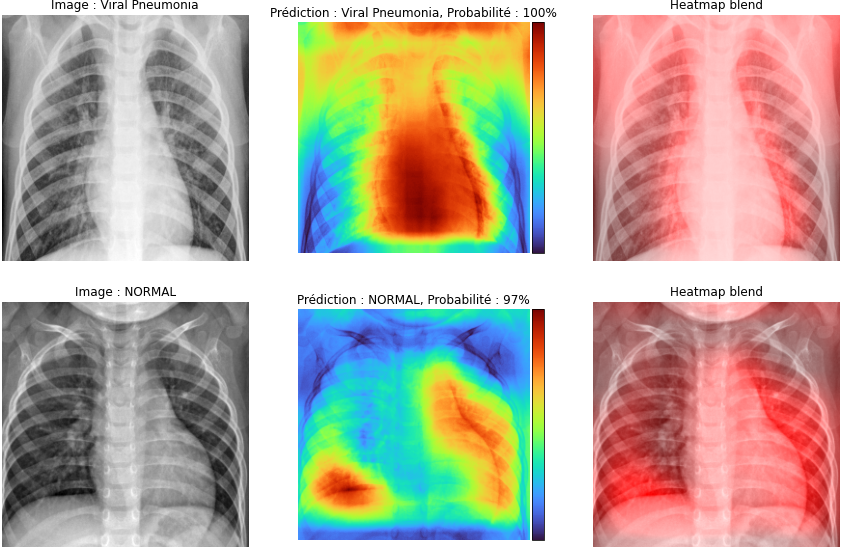 Image : Viral Pneumonia
Prédiction : Viral Pneumonia, Probabilité : 100%
Heatmap blend
Image : NORMAL
Prédiction : NORMAL, Probabilité : 97%
Heatmap blend